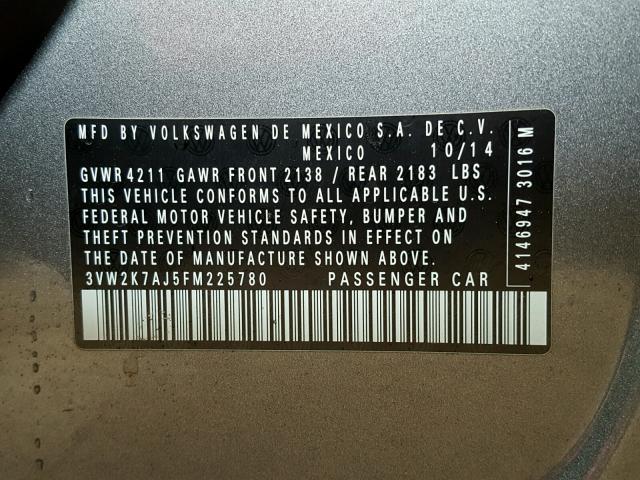 MFD BY VOLKSWAGEN DE MEXICO S.A. DE C.V.
MEXICO 10/14
GVWR 4211 GAWR FRONT 2138 / REAR 2183 LBS
THIS VEHICLE CONFORMS TO ALL APPLICABLE U.S.
FEDERAL MOTOR VEHICLE SAFETY, BUMPER AND
THEFT PREVENTION STANDARDS IN EFFECT ON
THE DATE OF MANUFACTURE SHOWN ABOVE.
3VW2K7AJ5FM225780 PASSENGER CAR
4146947 3016 M